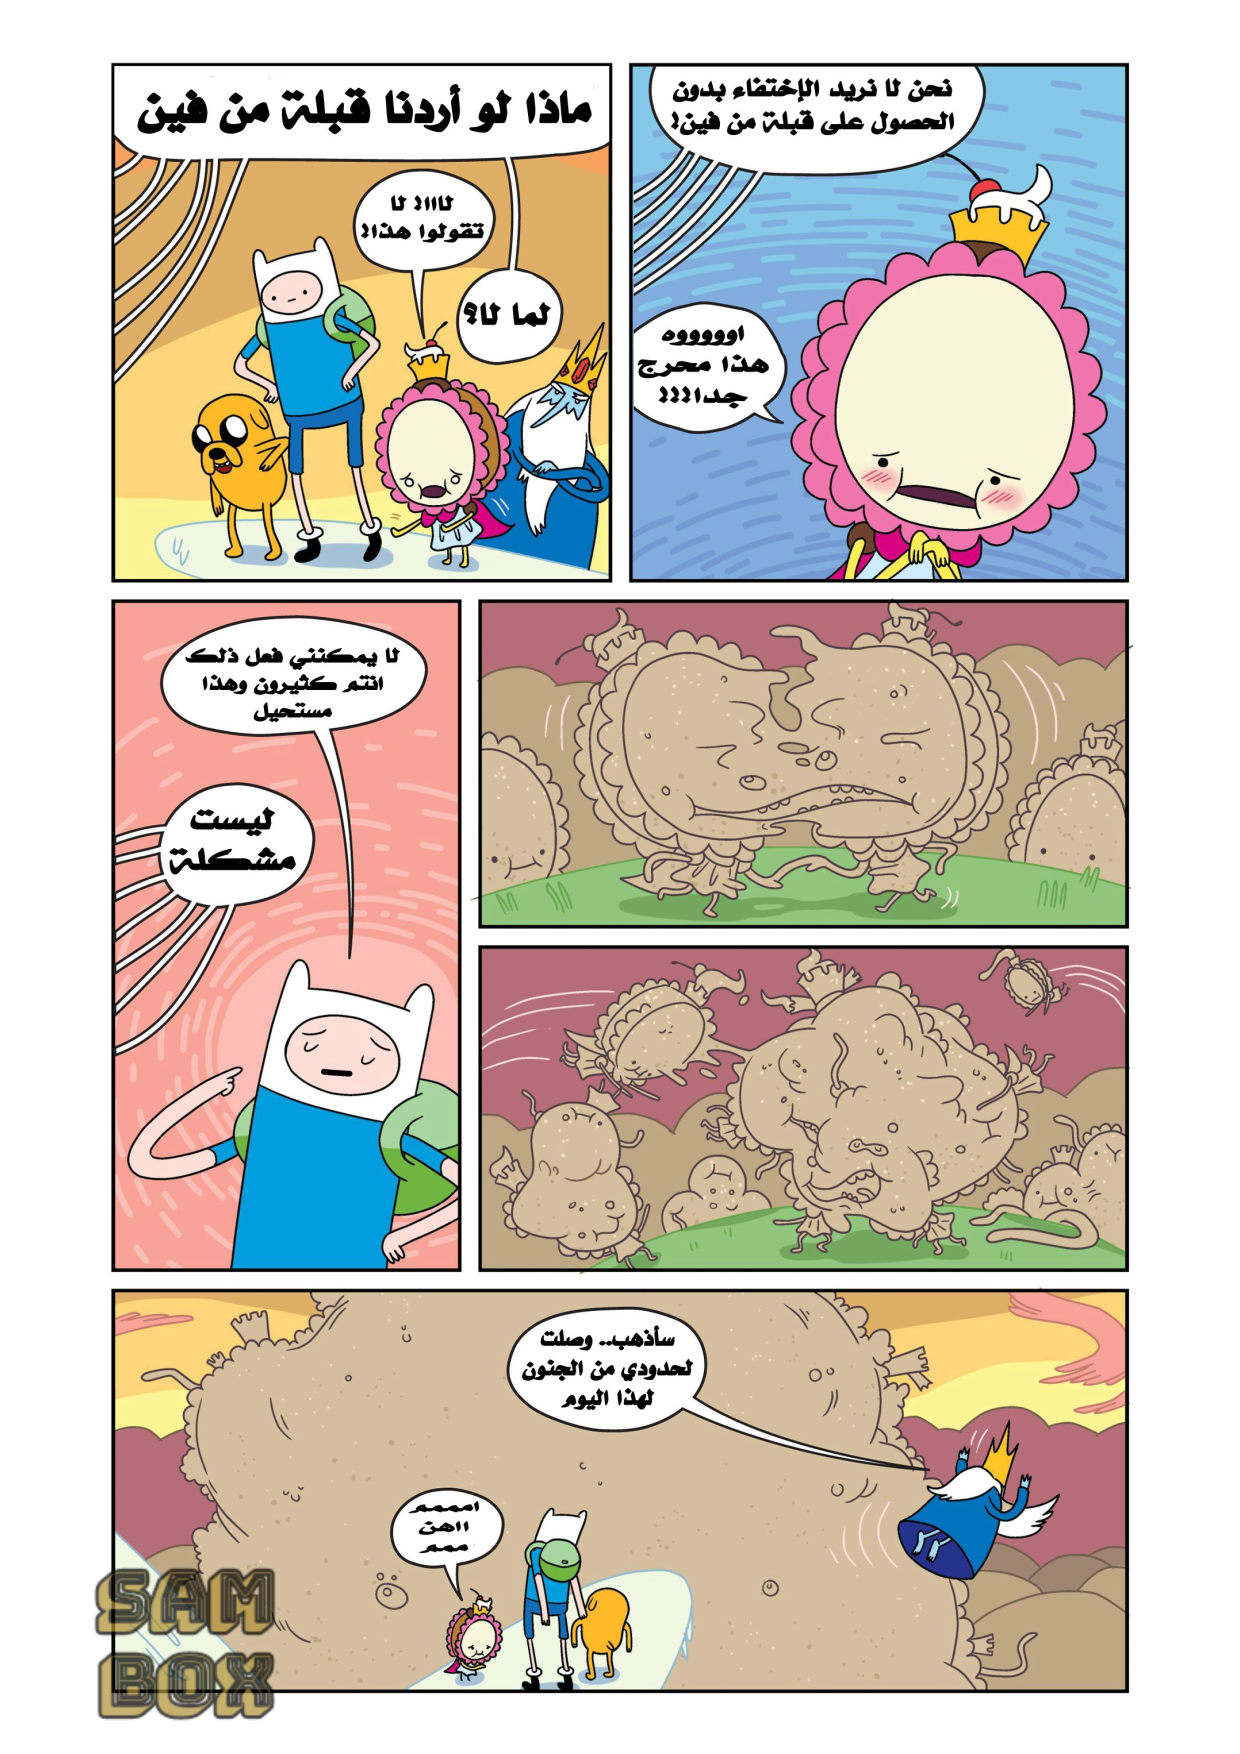 ماذا لو أردنا قبلة من فين
لااا! لا
تقولوا هذا!
لما لا؟
نحن لا نريد الإختفاء بدون
الحصول على قبلة من فين!
اوووووه
هذا محرج
جدا!!!
لا يمكنني فعل ذلك
انتم كثيرون وهذا
مستحيل
ليست
مشكلة
سأذهب.. وصلت
لحدودي من الجنون
لهذا اليوم
اممممم
ااهن
ممم
SAM
BOX